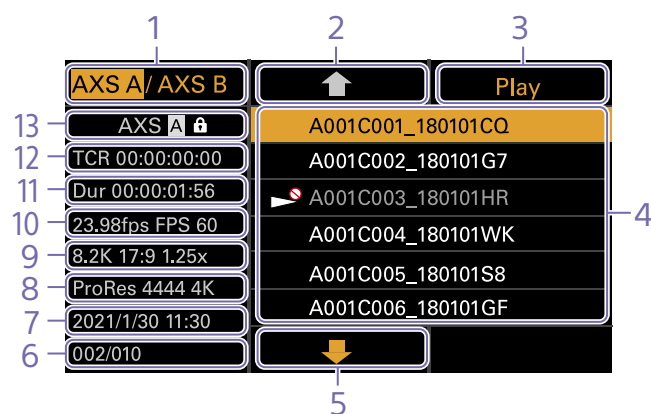 1
2
3
AXS A / AXS B
Play
13
AXS A
A001C001_180101CQ
12
TCR 00:00:00:00
A001C002_180101G7
11
Dur 00:00:01:56
A001C003_180101HR
4
10
23.98fps FPS 60
A001C004_180101WK
9
8.2K 17:9 1.25x
8
ProRes 4444 4K
A001C005_180101S8
7
2021/1/30 11:30
A001C006_180101GF
6
002/010
5